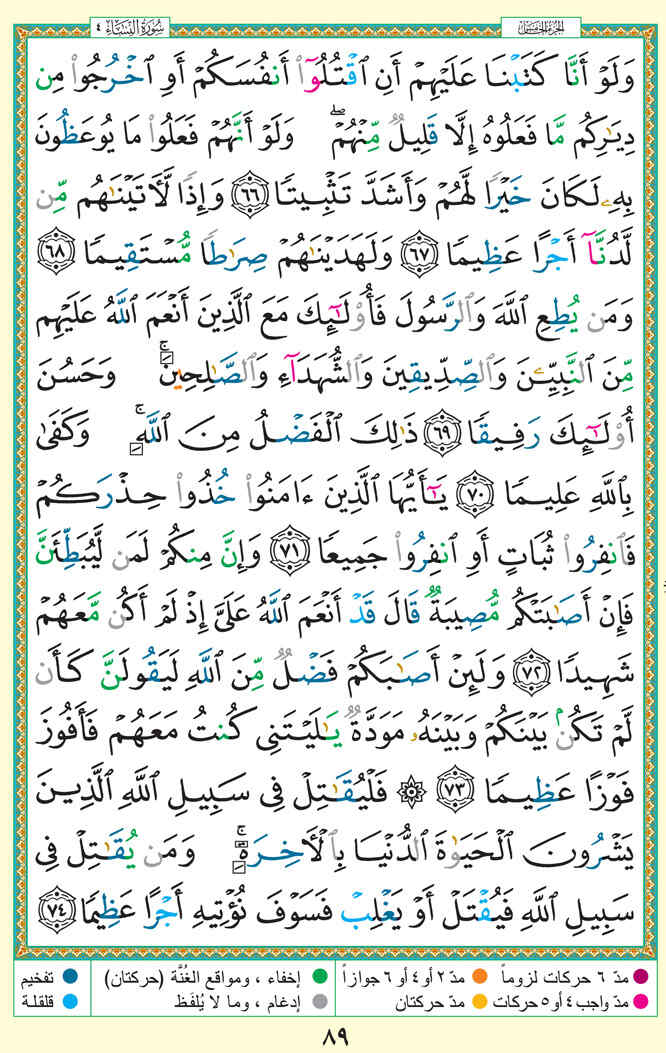 الجزء الخامس
سُورَةُ النِّسَاءِ ٤
وَلَوْ أَنَّا كَتَبْنَا عَلَيْهِمْ أَنِ ٱقْتُلُوٓا۟ أَنفُسَكُمْ أَوِ ٱخْرُجُوا۟ مِن
دِيَـٰرِكُم مَّا فَعَلُوهُ إِلَّا قَلِيلٌ مِّنْهُمْ ۖ وَلَوْ أَنَّهُمْ فَعَلُوا۟ مَا يُوعَظُونَ
بِهِۦ لَكَانَ خَيْرًا لَّهُمْ وَأَشَدَّ تَثْبِيتًا ٦٦ وَإِذًا لَّـَٔاتَيْنَـٰهُم مِّن
لَّدُنَّآ أَجْرًا عَظِيمًا ٦٧ وَلَهَدَيْنَـٰهُمْ صِرَٰطًا مُّسْتَقِيمًا ٦٨
وَمَن يُطِعِ ٱللَّهَ وَٱلرَّسُولَ فَأُو۟لَـٰٓئِكَ مَعَ ٱلَّذِينَ أَنْعَمَ ٱللَّهُ عَلَيْهِم
مِّنَ ٱلنَّبِيِّـۧنَ وَٱلصِّدِّيقِينَ وَٱلشُّهَدَآءِ وَٱلصَّـٰلِحِينَ ۚ وَحَسُنَ
أُو۟لَـٰٓئِكَ رَفِيقًا ٦٩ ذَٰلِكَ ٱلْفَضْلُ مِنَ ٱللَّهِ ۚ وَكَفَىٰ
بِٱللَّهِ عَلِيمًا ٧٠ يَـٰٓأَيُّهَا ٱلَّذِينَ ءَامَنُوا۟ خُذُوا۟ حِذْرَكُمْ
فَٱنفِرُوا۟ ثُبَاتٍ أَوِ ٱنفِرُوا۟ جَمِيعًا ٧١ وَإِنَّ مِنكُمْ لَمَن لَّيُبَطِّئَنَّ
فَإِنْ أَصَـٰبَتْكُم مُّصِيبَةٌ قَالَ قَدْ أَنْعَمَ ٱللَّهُ عَلَىَّ إِذْ لَمْ أَكُن مَّعَهُمْ
شَهِيدًا ٧٢ وَلَئِنْ أَصَـٰبَكُمْ فَضْلٌ مِّنَ ٱللَّهِ لَيَقُولَنَّ كَأَن
لَّمْ تَكُنۢ بَيْنَكُمْ وَبَيْنَهُۥ مَوَدَّةٌ يَـٰلَيْتَنِى كُنتُ مَعَهُمْ فَأَفُوزَ
فَوْزًا عَظِيمًا ٧٣ ۞ فَلْيُقَـٰتِلْ فِى سَبِيلِ ٱللَّهِ ٱلَّذِينَ
يَشْرُونَ ٱلْحَيَوٰةَ ٱلدُّنْيَا بِٱلْـَٔاخِرَةِ ۚ وَمَن يُقَـٰتِلْ فِى
سَبِيلِ ٱللَّهِ فَيُقْتَلْ أَوْ يَغْلِبْ فَسَوْفَ نُؤْتِيهِ أَجْرًا عَظِيمًا ٧٤
مدّ ٦ حركات لزوماً
مدّ ٢ أو ٤ أو ٦ جوازاً
إخفاء ، ومواقع الغُنَّة (حركتان)
تفخيم
مدّ واجب ٤ أو ٥ حركات
مدّ حركتان
إدغام ، وما لا يُلفَظ
قلقلة
٨٩